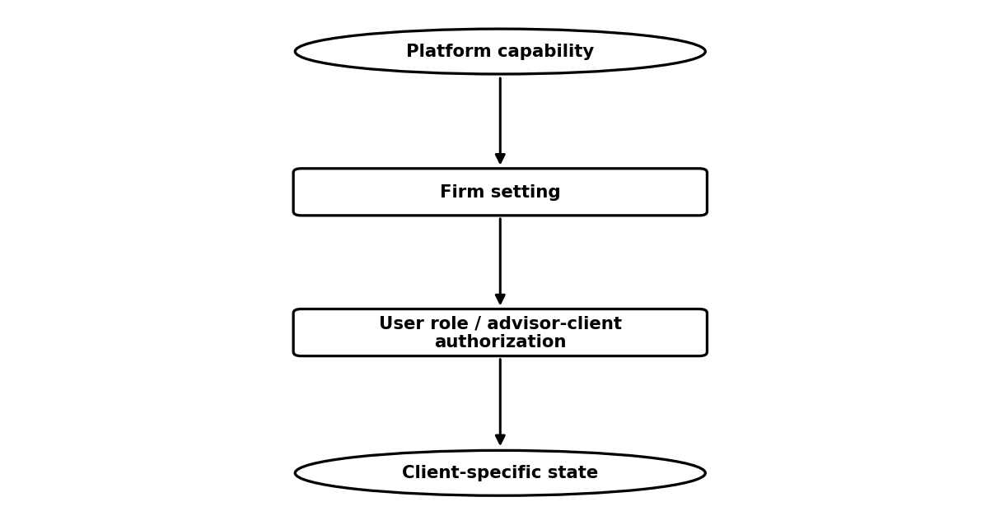 Platform capability
Firm setting
User role / advisor-client
authorization
Client-specific state